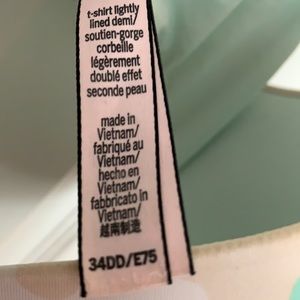 t-shirt lightly
lined demi/
soutien-gorge
corbeille
légèrement
doublé effet
seconde peau
made in
Vietnam/
fabriqué au
Vietnam/
hecho en
Vietnam/
fabbricato in
Vietnam/
越南制造
34DD/E75